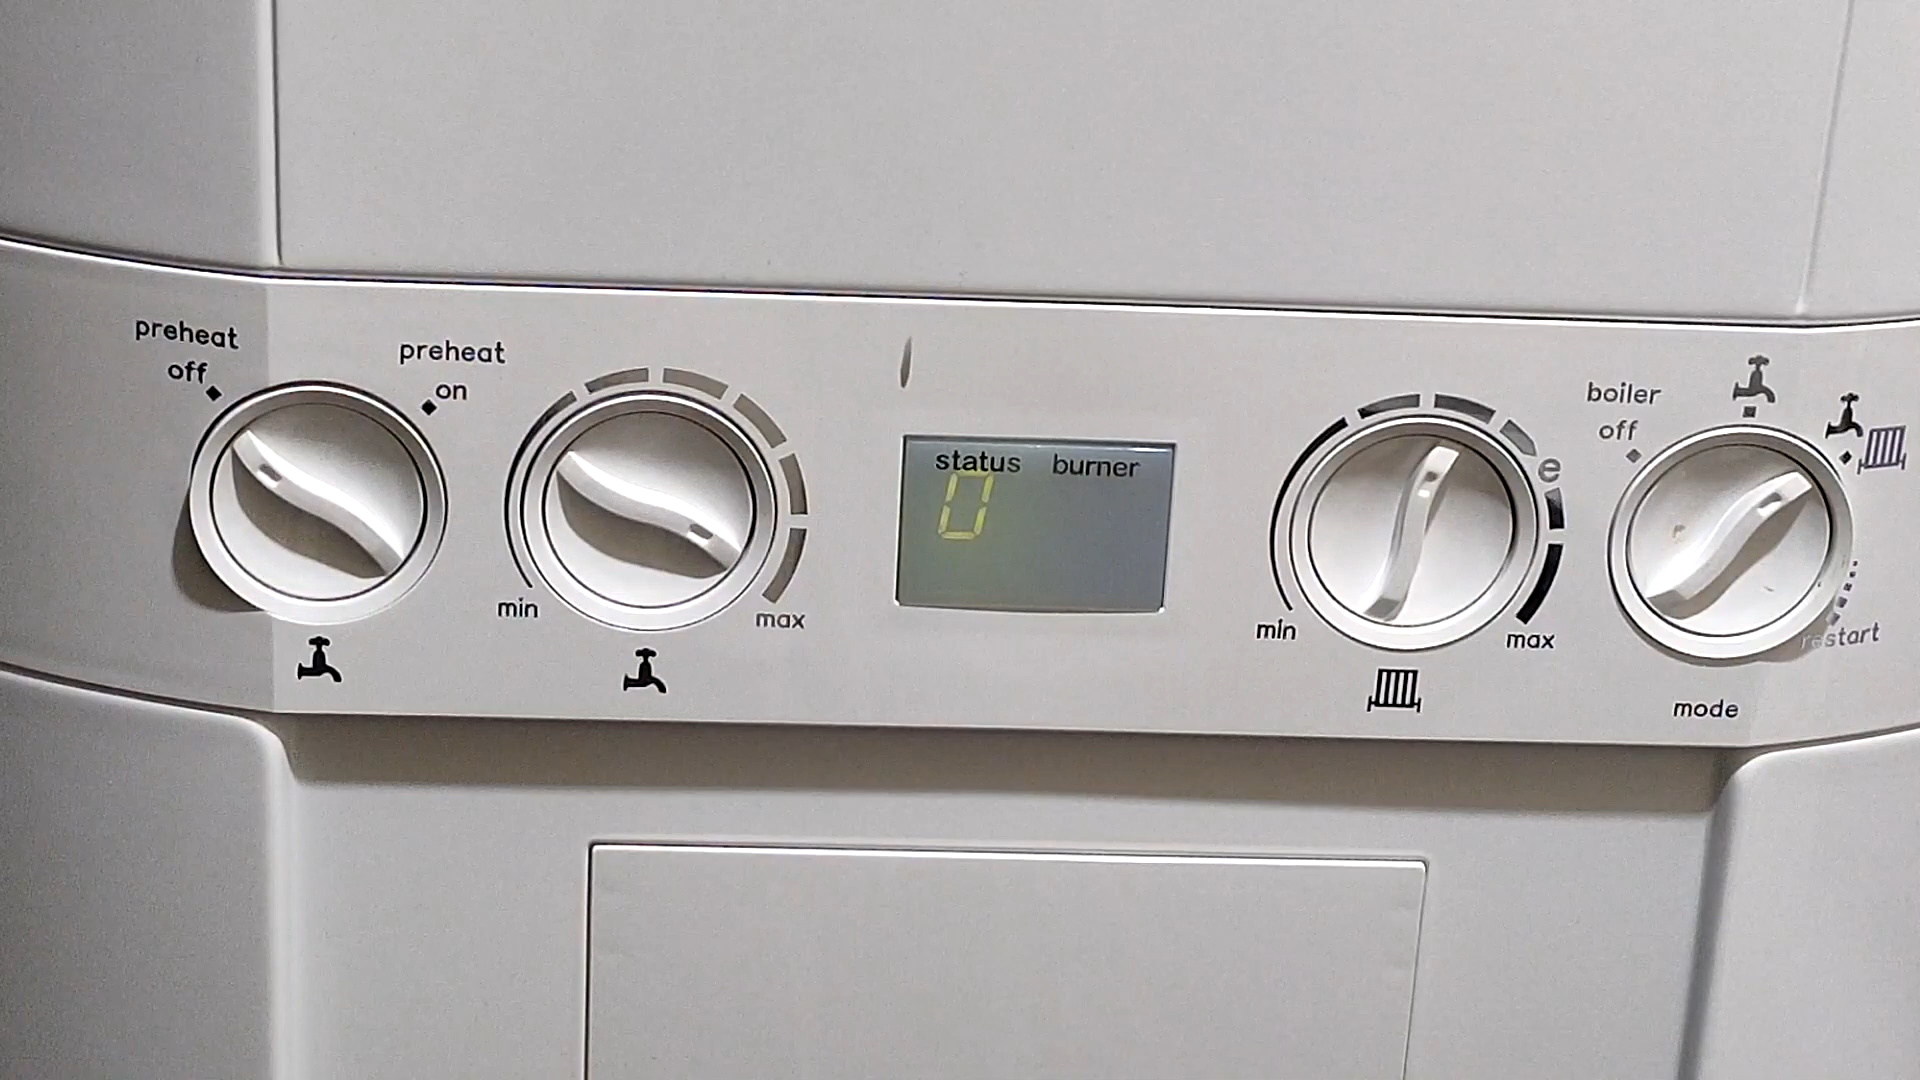 preheat
off
preheat
on
min
max
status burner
0
min
max
e
boiler
off
restart
mode